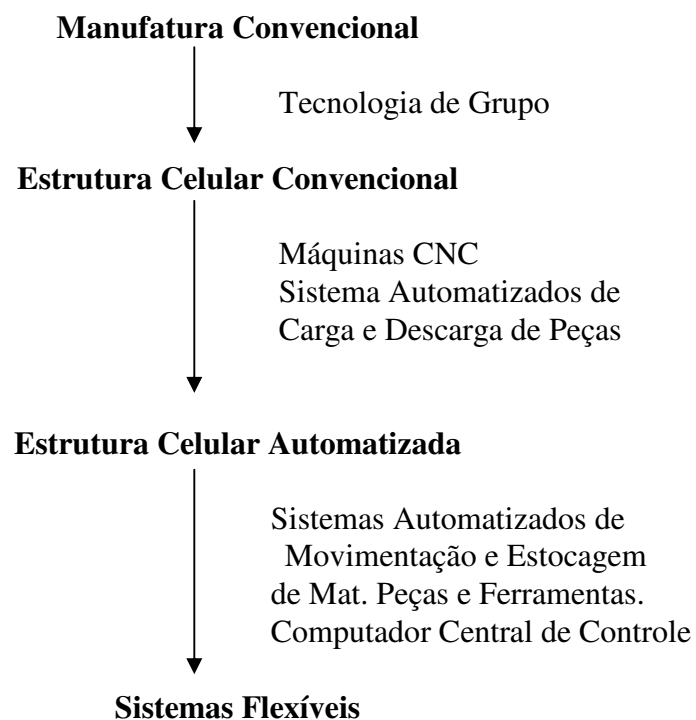 Manufatura Convencional
Tecnologia de Grupo
Estrutura Celular Convencional
Máquinas CNC
Sistema Automatizados de
Carga e Descarga de Peças
Estrutura Celular Automatizada
Sistemas Automatizados de
Movimentação e Estocagem
de Mat. Peças e Ferramentas.
Computador Central de Controle
Sistemas Flexíveis